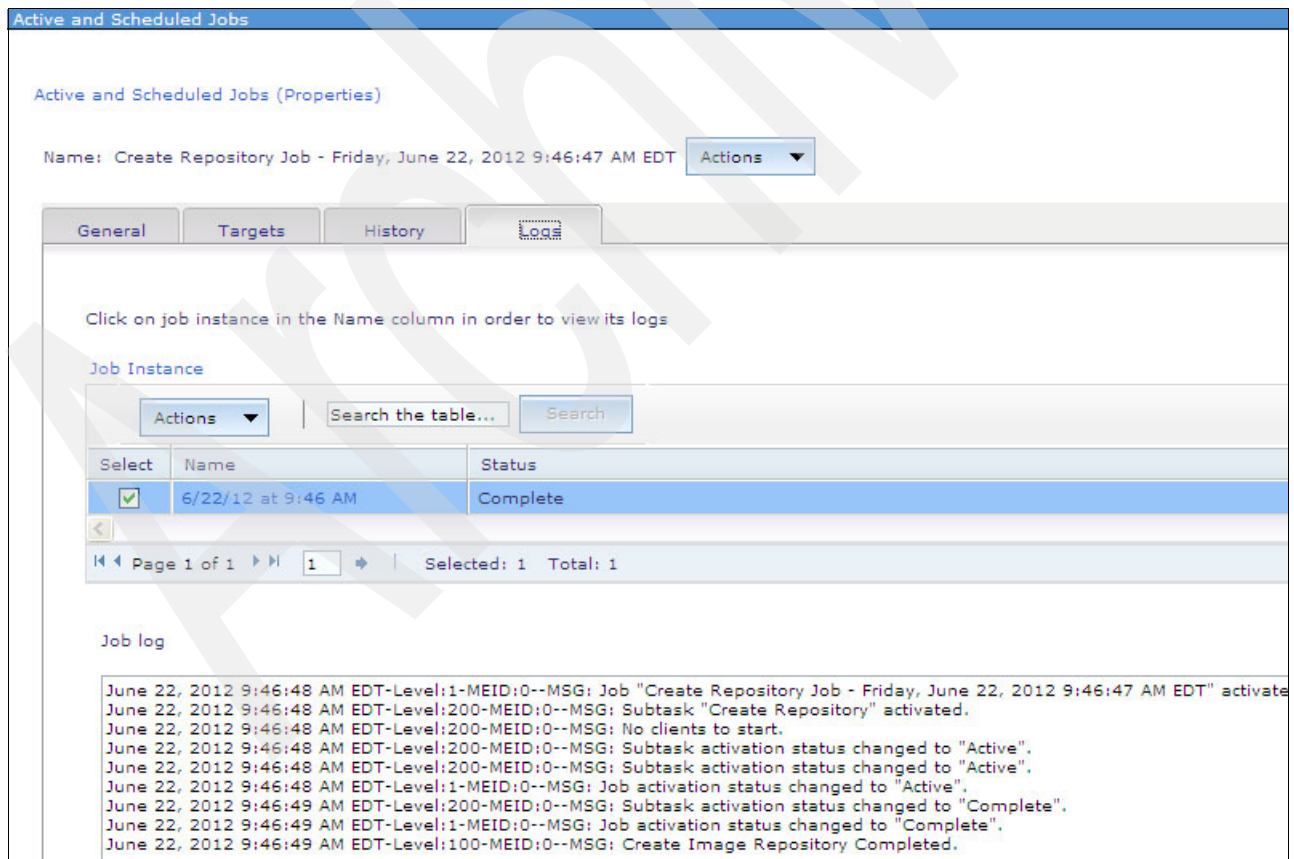 Active and Scheduled Jobs
Active and Scheduled Jobs (Properties)
Name: Create Repository Job - Friday, June 22, 2012 9:46:47 AM EDT Actions
General Targets History Logs
Click on job instance in the Name column in order to view its logs
Job Instance
Actions Search the table... Search
Select Name Status
6/22/12 at 9:46 AM Complete
Page 1 of 1 1 Selected: 1 Total: 1
Job log
June 22, 2012 9:46:48 AM EDT-Level:1-MEID:0--MSG: Job "Create Repository Job - Friday, June 22, 2012 9:46:47 AM EDT" activate
June 22, 2012 9:46:48 AM EDT-Level:200-MEID:0--MSG: Subtask "Create Repository" activated.
June 22, 2012 9:46:48 AM EDT-Level:200-MEID:0--MSG: No clients to start.
June 22, 2012 9:46:48 AM EDT-Level:200-MEID:0--MSG: Subtask activation status changed to "Active".
June 22, 2012 9:46:48 AM EDT-Level:200-MEID:0--MSG: Subtask activation status changed to "Active".
June 22, 2012 9:46:48 AM EDT-Level:1-MEID:0--MSG: Job activation status changed to "Active".
June 22, 2012 9:46:49 AM EDT-Level:200-MEID:0--MSG: Subtask activation status changed to "Complete".
June 22, 2012 9:46:49 AM EDT-Level:1-MEID:0--MSG: Job activation status changed to "Complete".
June 22, 2012 9:46:49 AM EDT-Level:100-MEID:0--MSG: Create Image Repository Completed.
Archiv